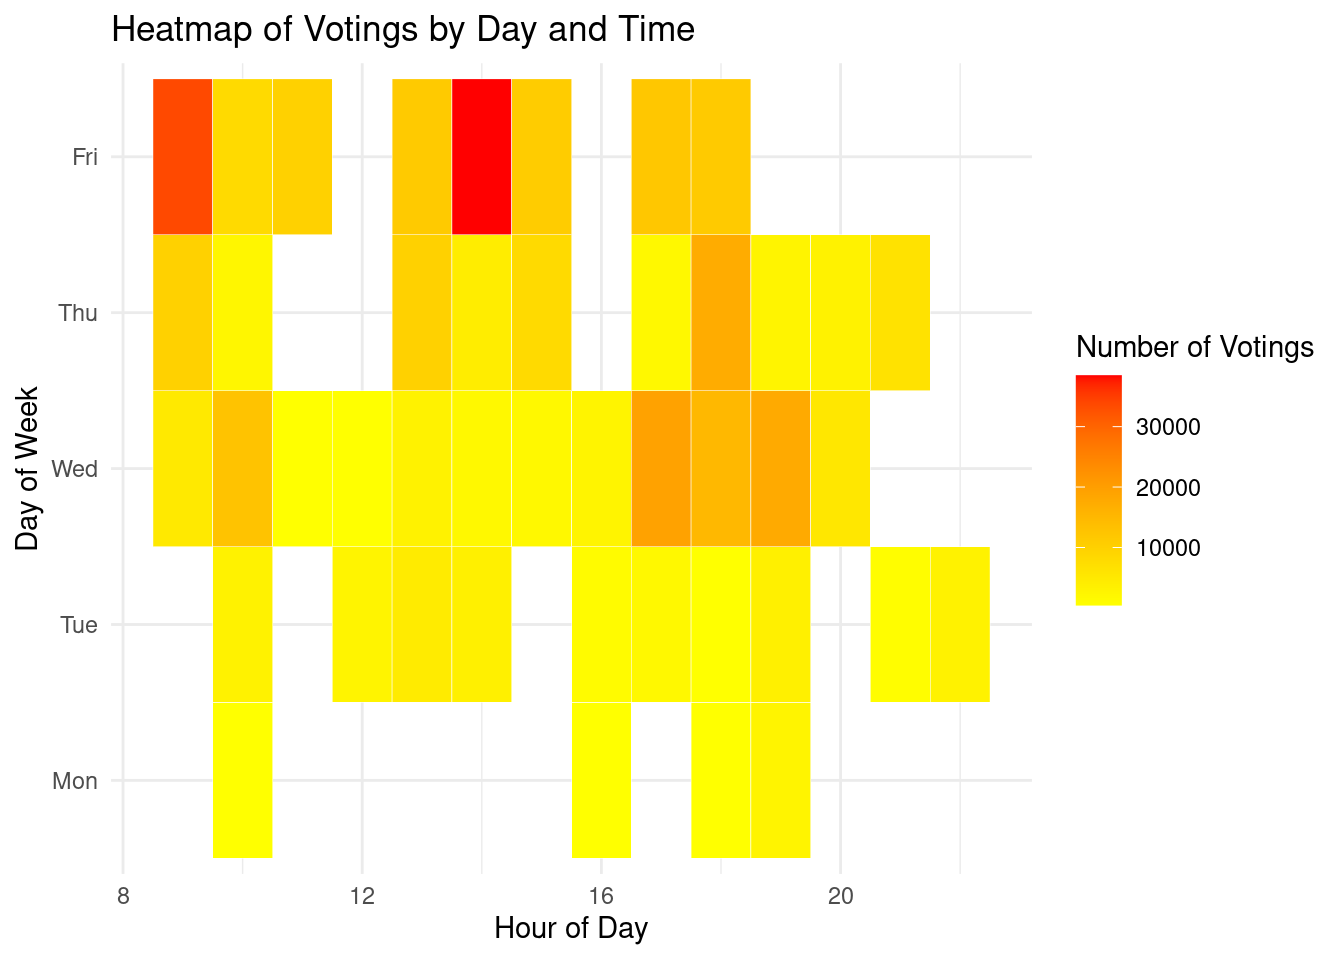 Heatmap of Votings by Day and Time
Fri
Thu
Wed
Tue
Mon
Day of Week
8
12
16
20
Hour of Day
Number of Votings
30000
20000
10000